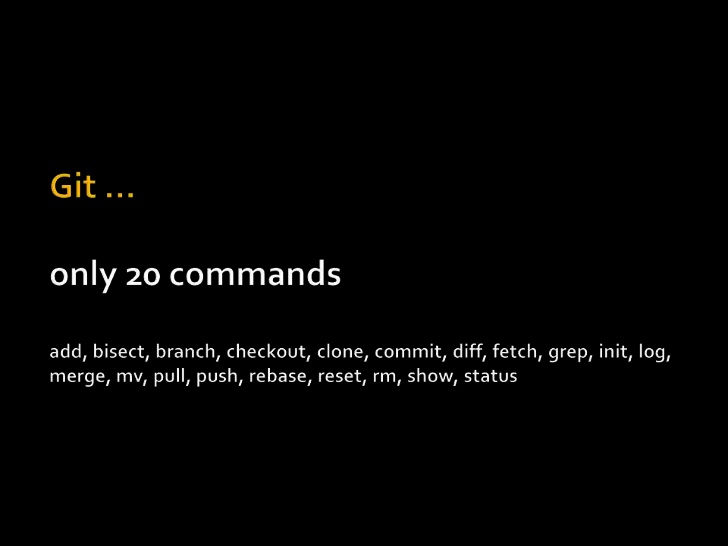 Git ...
only 20 commands
add, bisect, branch, checkout, clone, commit, diff, fetch, grep, init, log,
merge, mv, pull, push, rebase, reset, rm, show, status